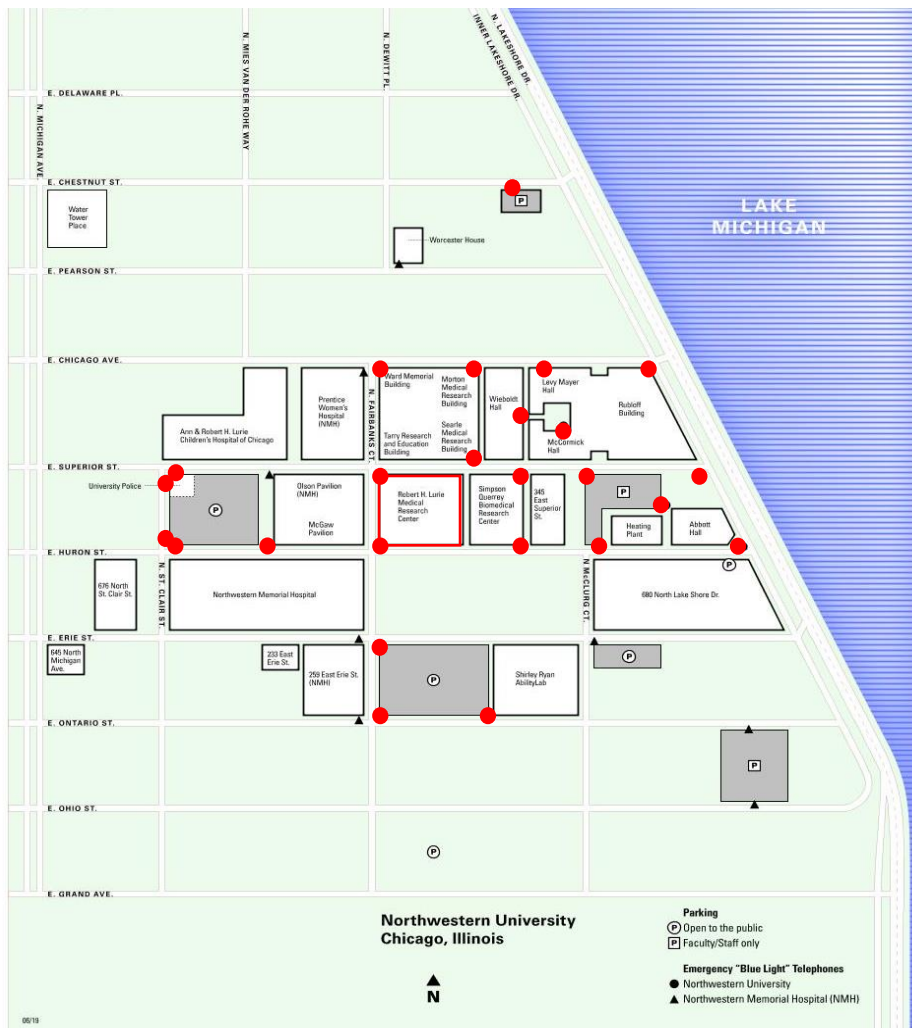 N. LAKESHORE DR.
INNER LAKESHORE DR.
N. MICHIGAN AVE.
N. MIES VAN DER ROHE WAY
N. DEWITT PL.
E. DELAWARE PL.
E. CHESTNUT ST.
P
Water
Tower
Place
LAKE
MICHIGAN
Worcester House
E. PEARSON ST.
E. CHICAGO AVE.
N. FAIRBANKS CT.
Ward Memorial
Building
Morton
Medical
Research
Building
Levy Mayer
Hall
Prentice
Women's
Hospital
(NMH)
Wieboldt
Hall
Rubloff
Building
Ann & Robert H. Lurie
Children's Hospital of Chicago
Tarry Research
and Education
Building
Searle
Medical
Research
Building
McCormick
Hall
E. SUPERIOR ST.
University Police
P
Olson Pavilion
(NMH)
McGaw
Pavilion
Robert H. Lurie
Medical
Research
Center
Simpson
Querrey
Biomedical
Research
Center
345
East
Superior
St.
P
Heating
Plant
Abbott
Hall
E. HURON ST.
P
N. ST. CLAIR ST.
N McCLURG CT.
676 North
St. Clair St.
Northwestern Memorial Hospital
680 North Lake Shore Dr.
E. ERIE ST.
645 North
Michigan
Ave.
233 East
Erie St.
259 East Erie St.
(NMH)
P
Shirley Ryan
AbilityLab
P
E. ONTARIO ST.
P
E. OHIO ST.
P
E. GRAND AVE.
Northwestern University
Chicago, Illinois
N
Parking
P Open to the public
P Faculty/Staff only
Emergency "Blue Light" Telephones
Northwestern University
Northwestern Memorial Hospital (NMH)